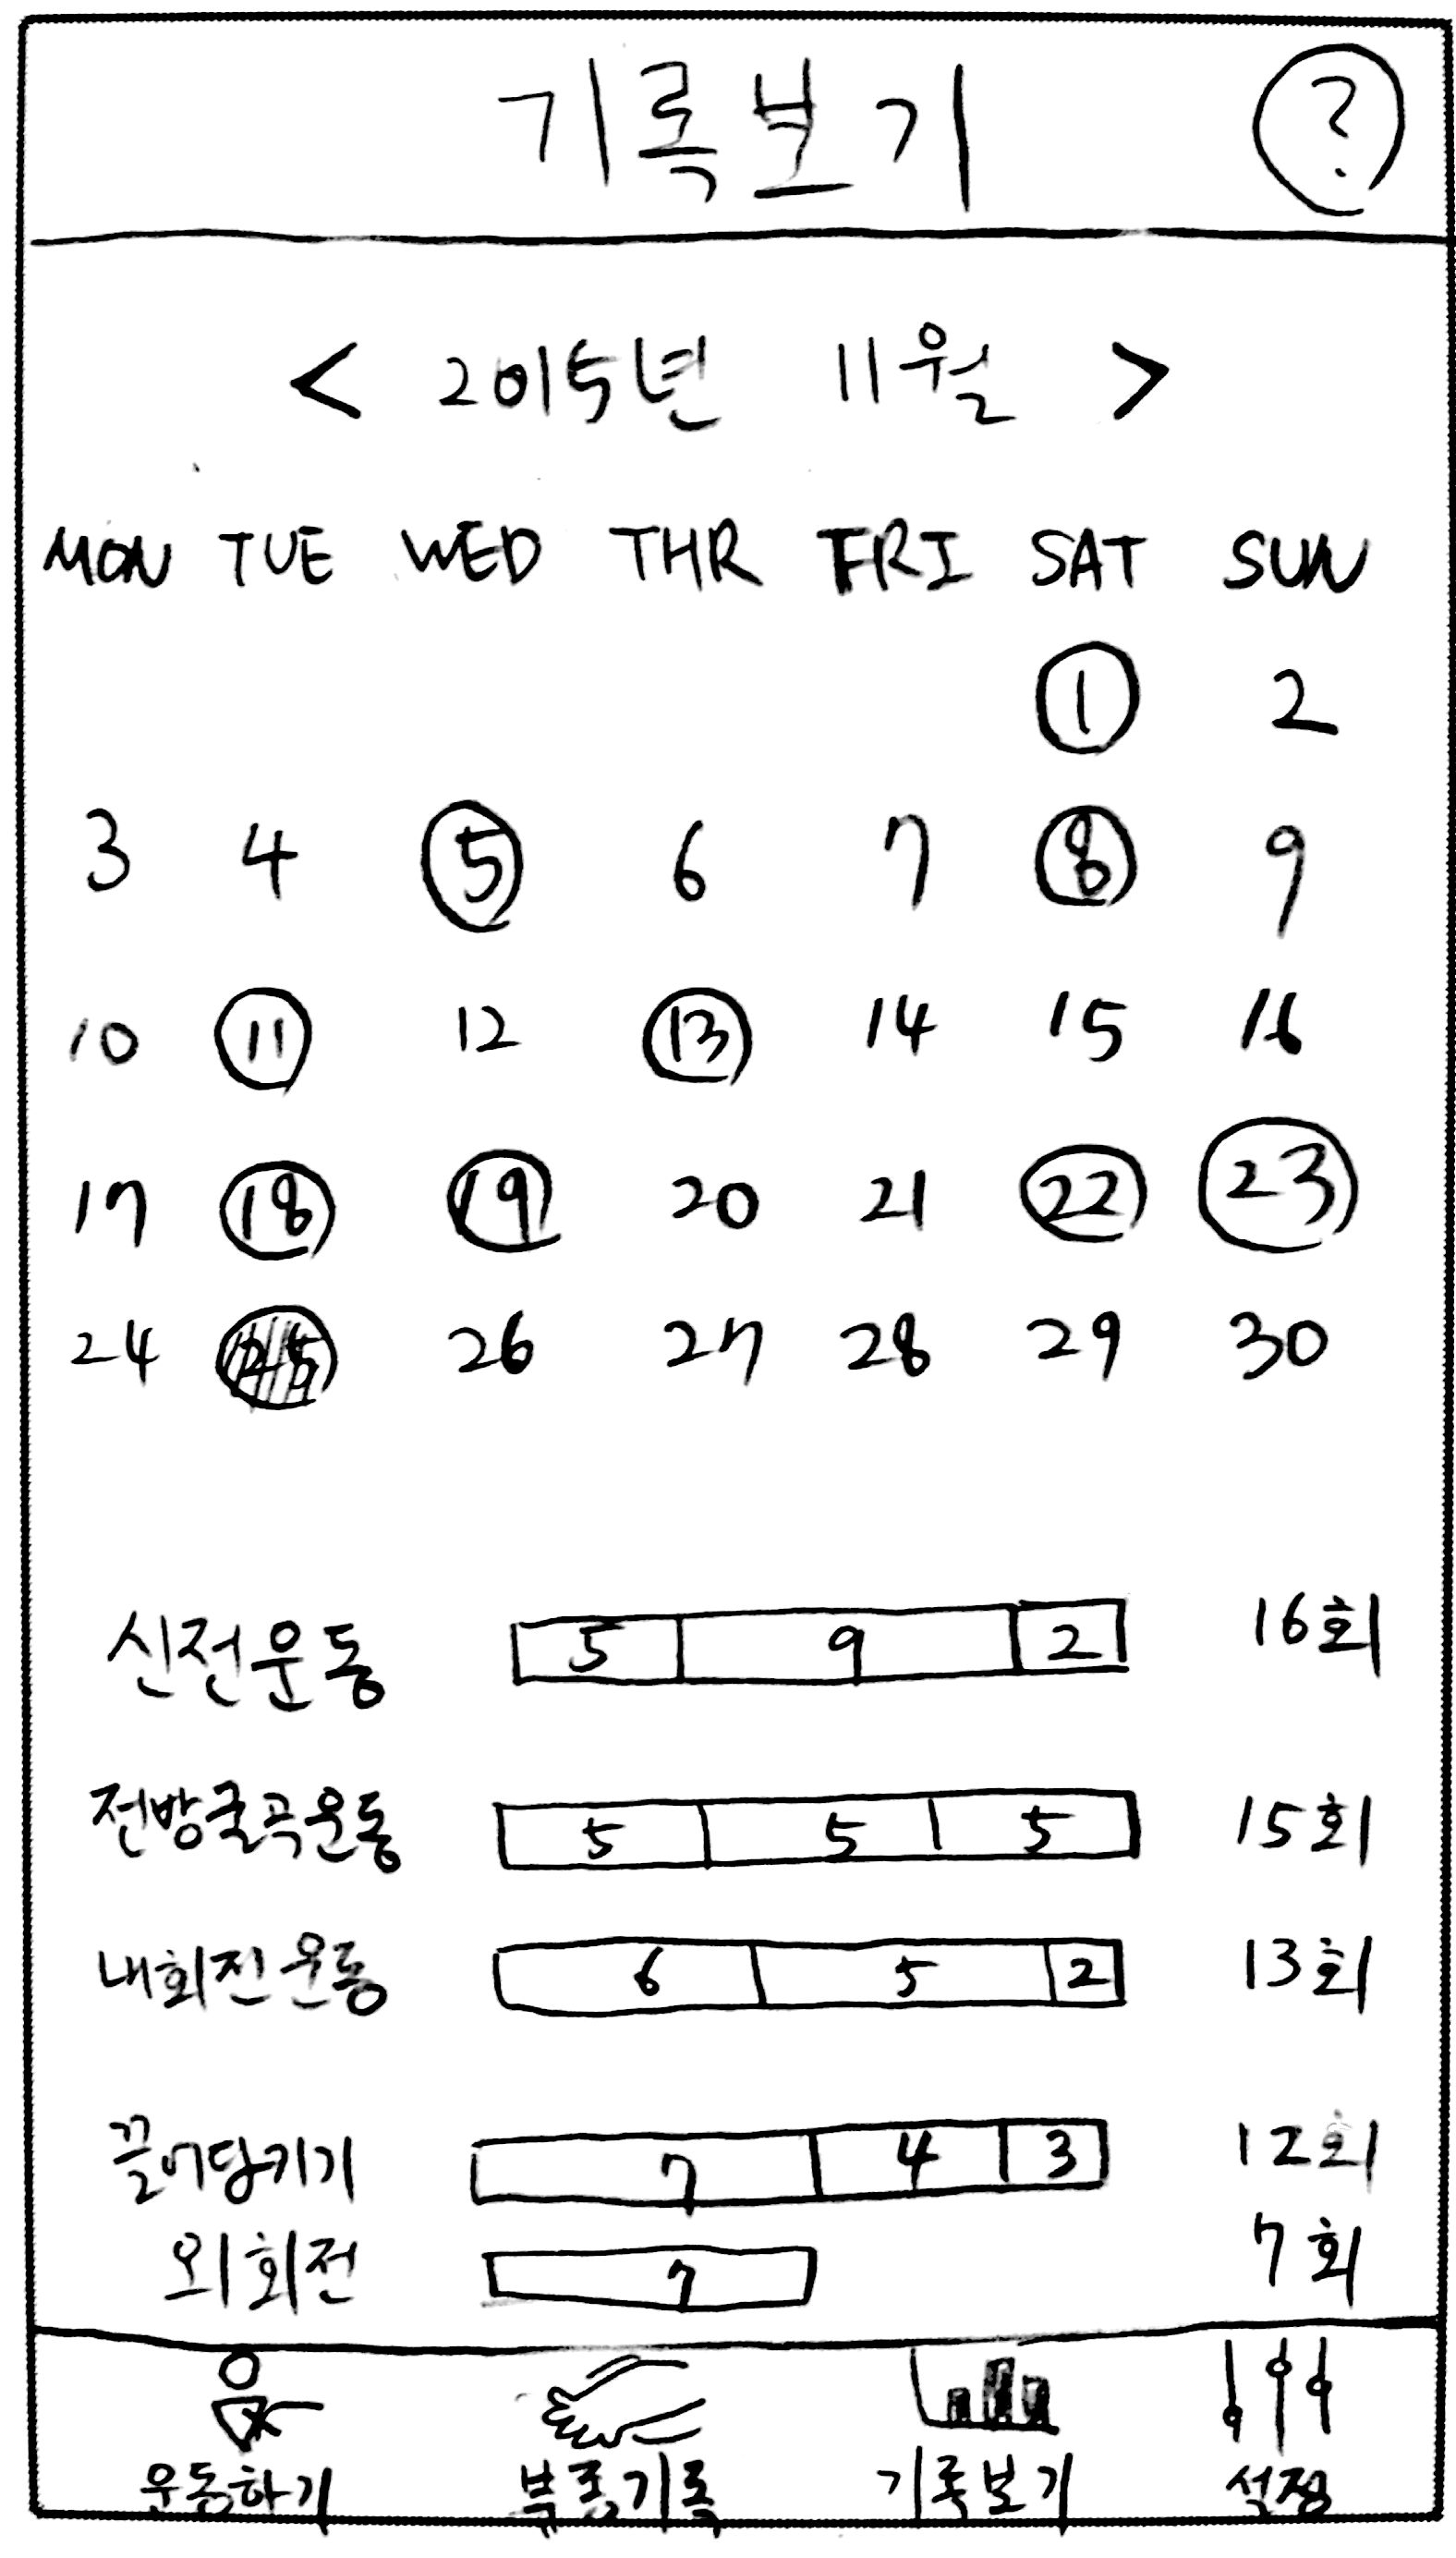 기록보기 ?
< 2015년 11월 >
MON TUE WED THR FRI SAT SUN
1 2
3 4 5 6 7 8 9
10 11 12 13 14 15 16
17 18 19 20 21 22 23
24 25 26 27 28 29 30
신전운동 5 9 2 16회
전방굴곡운동 5 5 5 15회
내회전운동 6 5 2 13회
끌어당기기 7 4 3 12회
외회전 7 7회
운동하기 부종기록 기록보기 설정